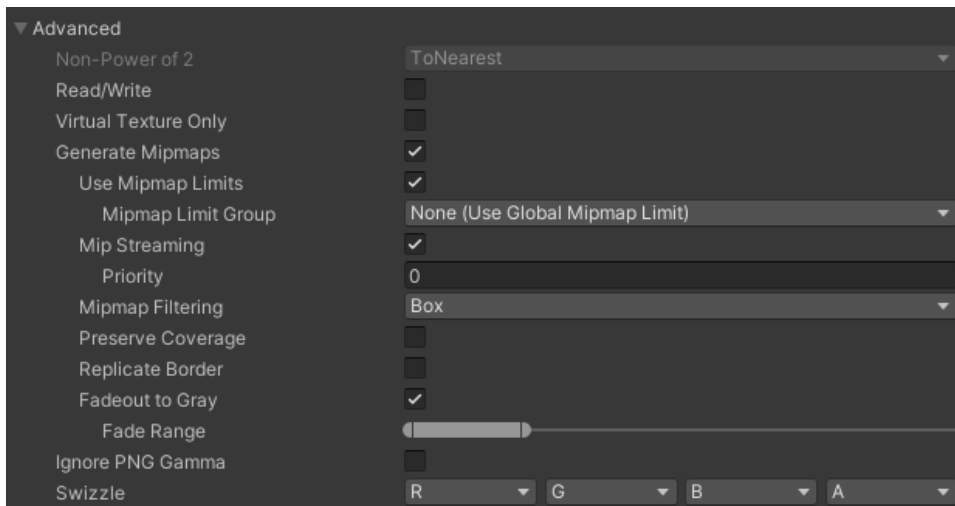 Advanced
Non-Power of 2 ToNearest
Read/Write
Virtual Texture Only
Generate Mipmaps
Use Mipmap Limits
Mipmap Limit Group None (Use Global Mipmap Limit)
Mip Streaming
Priority 0
Mipmap Filtering Box
Preserve Coverage
Replicate Border
Fadeout to Gray
Fade Range
Ignore PNG Gamma
Swizzle R G B A